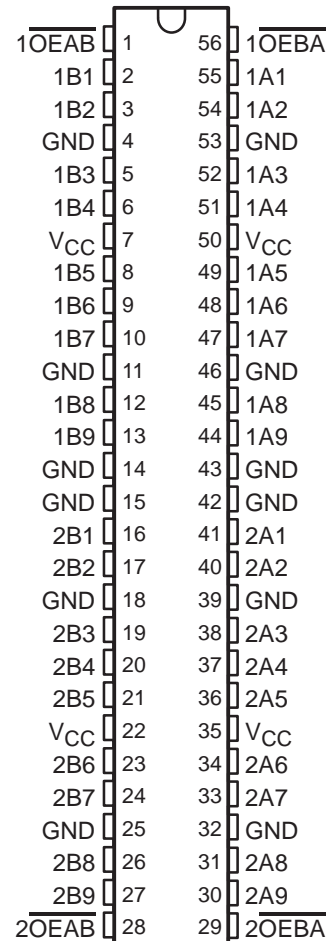 1OEAB 1 56 1OEBA
1B1 2 55 1A1
1B2 3 54 1A2
GND 4 53 GND
1B3 5 52 1A3
1B4 6 51 1A4
VCC 7 50 VCC
1B5 8 49 1A5
1B6 9 48 1A6
1B7 10 47 1A7
GND 11 46 GND
1B8 12 45 1A8
1B9 13 44 1A9
GND 14 43 GND
GND 15 42 GND
2B1 16 41 2A1
2B2 17 40 2A2
GND 18 39 GND
2B3 19 38 2A3
2B4 20 37 2A4
2B5 21 36 2A5
VCC 22 35 VCC
2B6 23 34 2A6
2B7 24 33 2A7
GND 25 32 GND
2B8 26 31 2A8
2B9 27 30 2A9
2OEAB 28 29 2OEBA